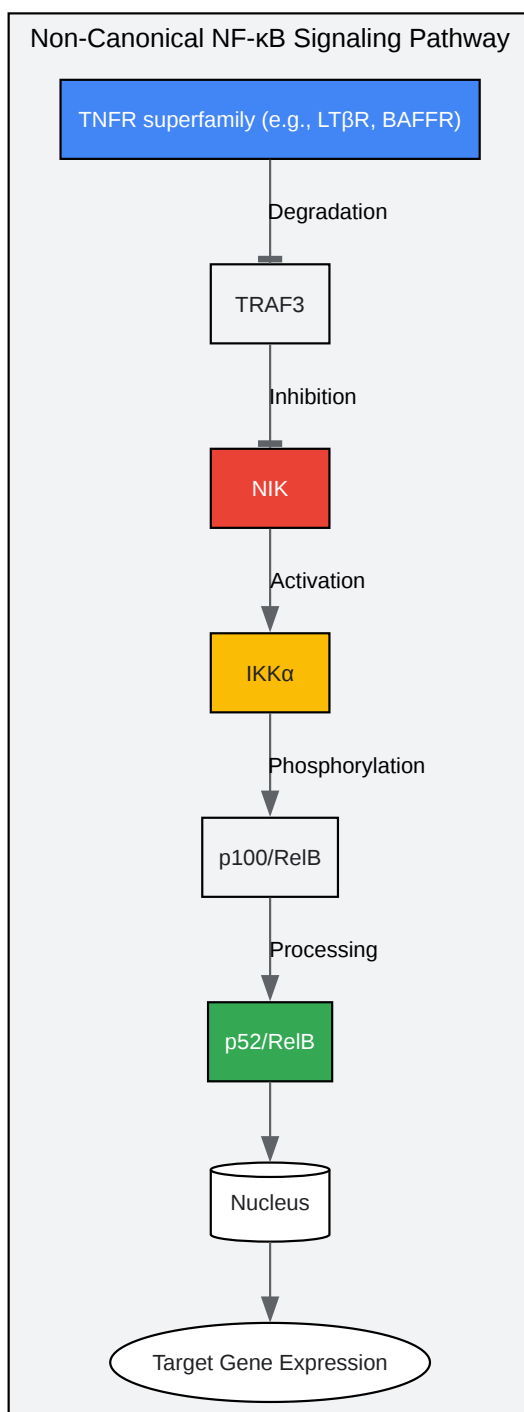 Non-Canonical NF-κB Signaling Pathway
TNFR superfamily (e.g., LTβR, BAFFR)
Degradation
TRAF3
Inhibition
NIK
Activation
IKKα
Phosphorylation
p100/RelB
Processing
p52/RelB
Nucleus
Target Gene Expression